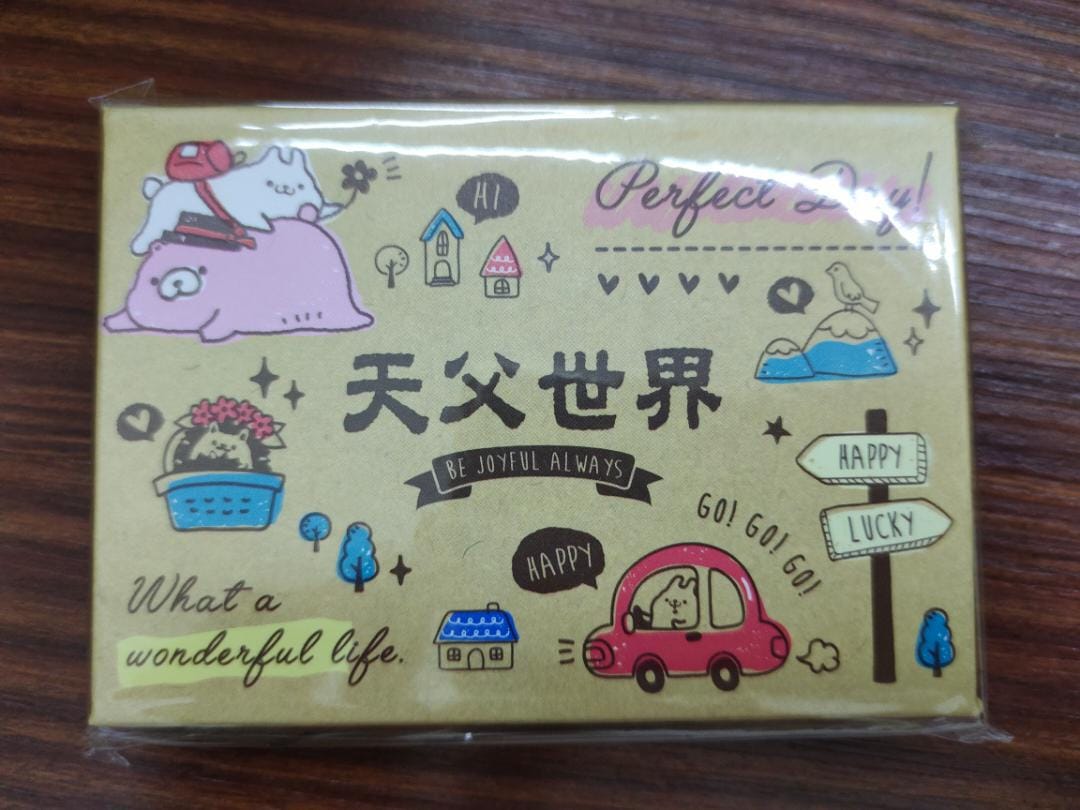 HI
Perfect Day!
天父世界
BE JOYFUL ALWAYS
HAPPY
LUCKY
GO! GO! GO!
HAPPY
What a
wonderful life.